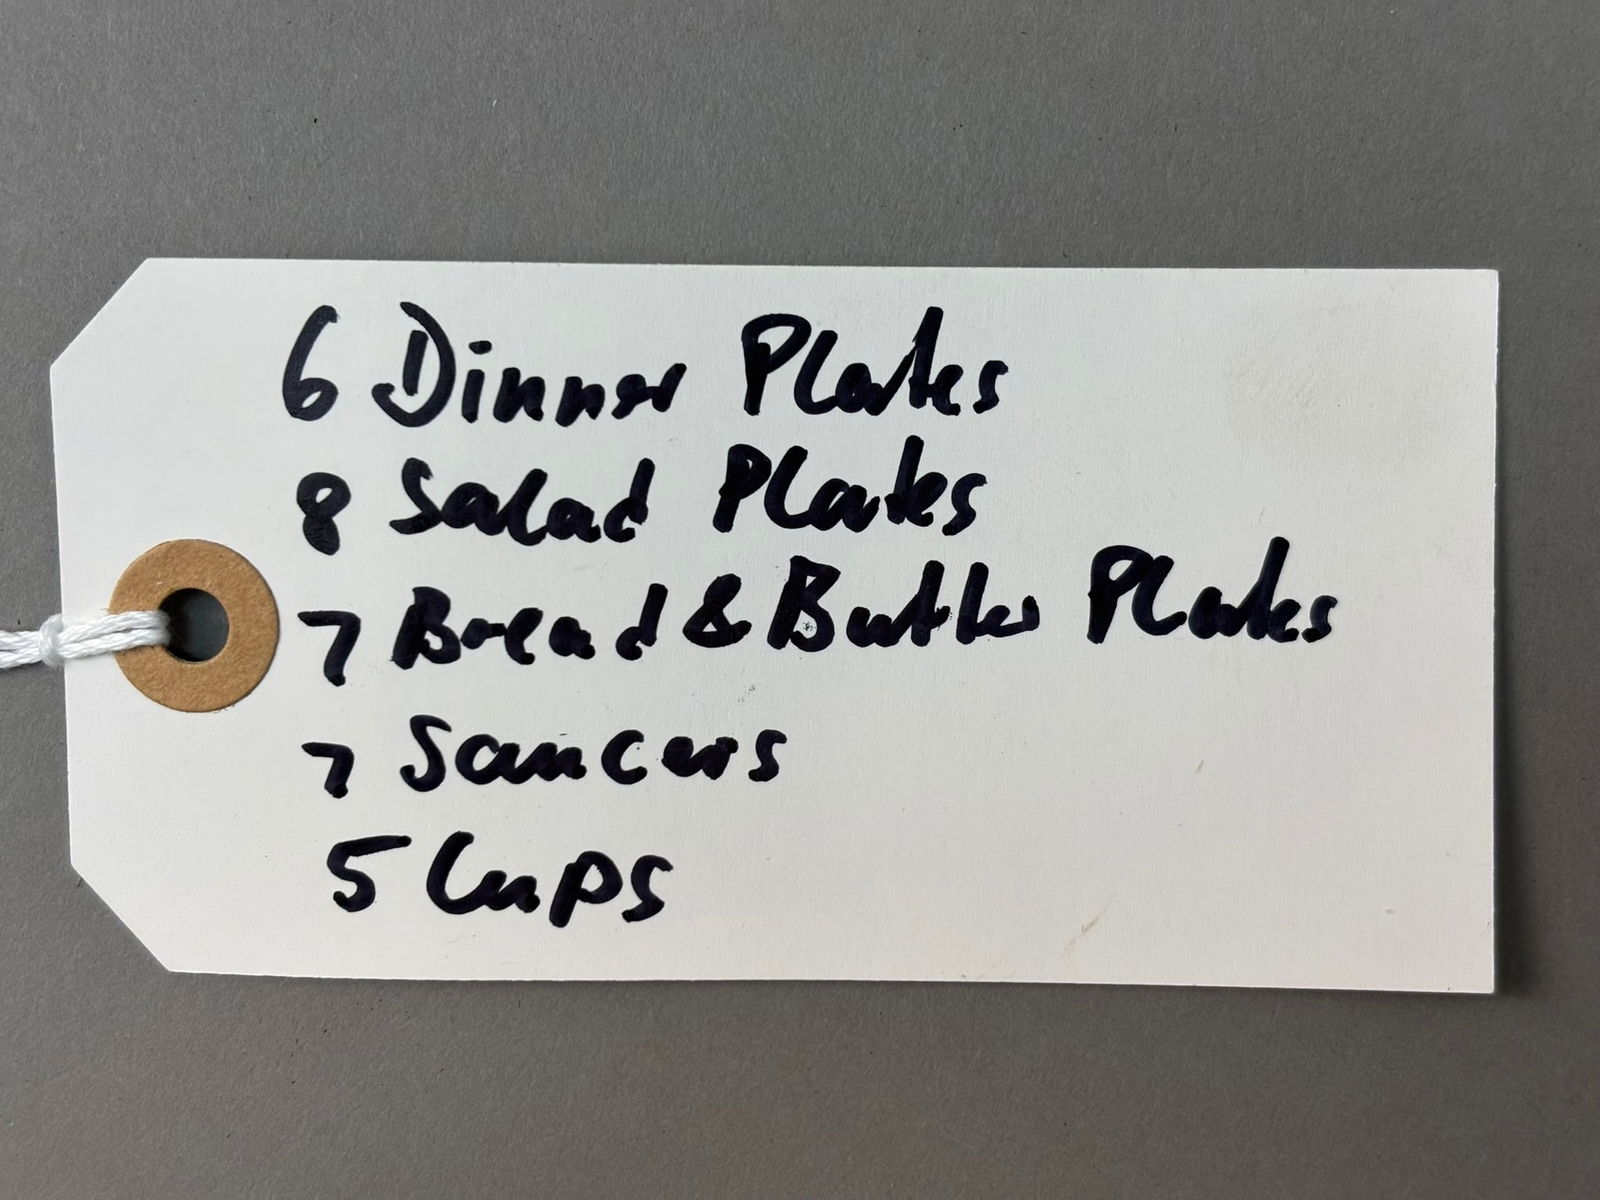 6 Dinner Plates
8 Salad Plates
7 Bread & Butter Plates
7 Saucers
5 Cups